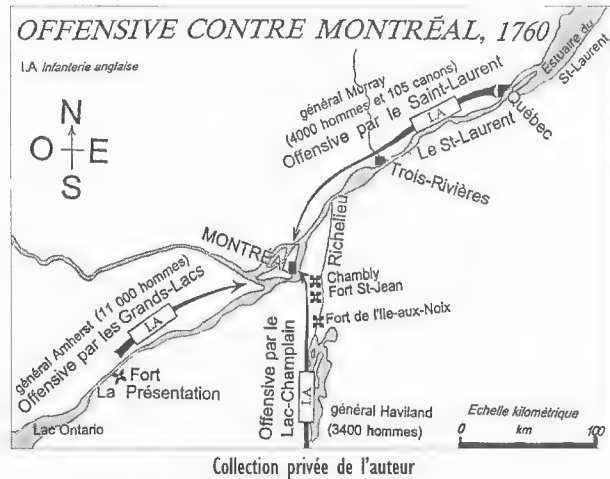 OFFENSIVE CONTRE MONTRÉAL, 1760
I.A Infanterie anglaise
N
O E
S
Estuaire du
St-Laurent
général Murray
(4000 hommes et 105 canons)
Offensive par le Saint-Laurent
I.A
Québec
Le St-Laurent
Trois-Rivières
Richelieu
MONTRÉAL
Chambly
Fort St-Jean
Fort de l'Ile-aux-Noix
général Amherst (11 000 hommes)
Offensive par les Grands-Lacs
I.A
Fort
La Présentation
Lac Ontario
Offensive par le
Lac-Champlain
I.A
général Haviland
(3400 hommes)
Echelle kilométrique
0 km 100
Collection privée de l'auteur